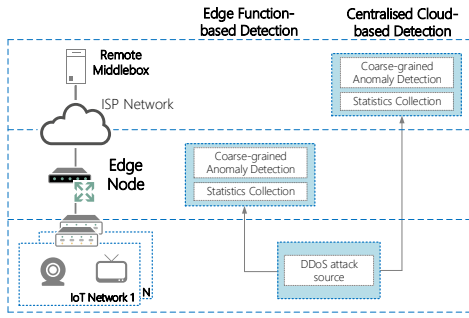 Edge Function-
based Detection
Centralised Cloud-
based Detection
Remote
Middlebox
Coarse-grained
Anomaly Detection
Statistics Collection
ISP Network
Edge
Node
Coarse-grained
Anomaly Detection
Statistics Collection
DDoS attack
source
IoT Network 1
N